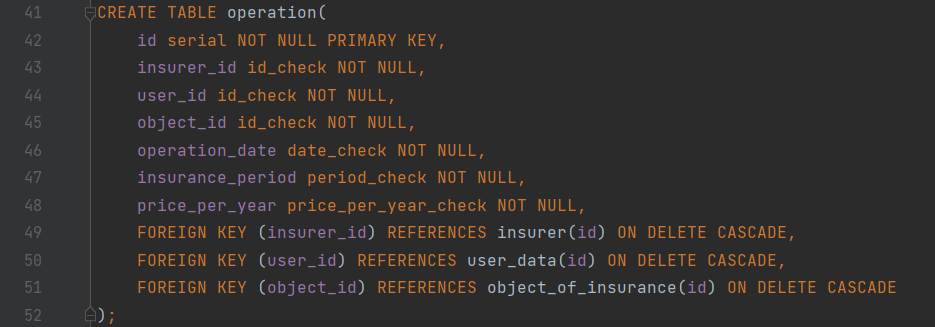 41 CREATE TABLE operation(
42     id serial NOT NULL PRIMARY KEY,
43     insurer_id id_check NOT NULL,
44     user_id id_check NOT NULL,
45     object_id id_check NOT NULL,
46     operation_date date_check NOT NULL,
47     insurance_period period_check NOT NULL,
48     price_per_year price_per_year_check NOT NULL,
49     FOREIGN KEY (insurer_id) REFERENCES insurer(id) ON DELETE CASCADE,
50     FOREIGN KEY (user_id) REFERENCES user_data(id) ON DELETE CASCADE,
51     FOREIGN KEY (object_id) REFERENCES object_of_insurance(id) ON DELETE CASCADE
52 );